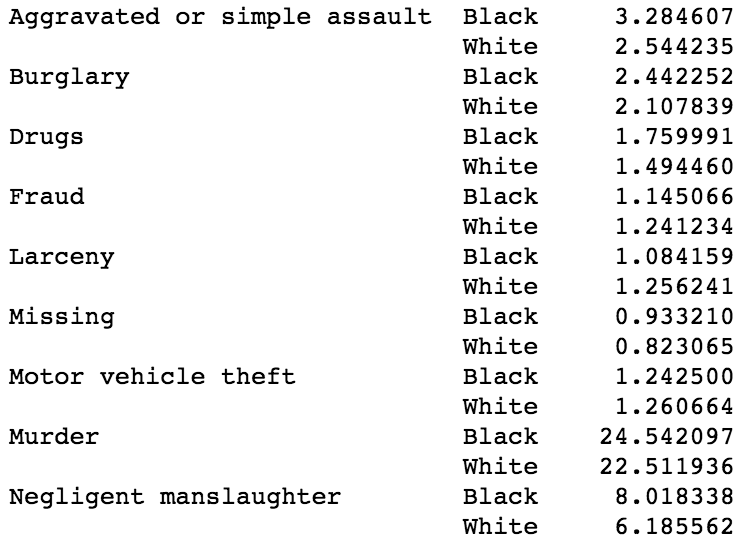 Aggravated or simple assault Black 3.284607
White 2.544235
Burglary Black 2.442252
White 2.107839
Drugs Black 1.759991
White 1.494460
Fraud Black 1.145066
White 1.241234
Larceny Black 1.084159
White 1.256241
Missing Black 0.933210
White 0.823065
Motor vehicle theft Black 1.242500
White 1.260664
Murder Black 24.542097
White 22.511936
Negligent manslaughter Black 8.018338
White 6.185562